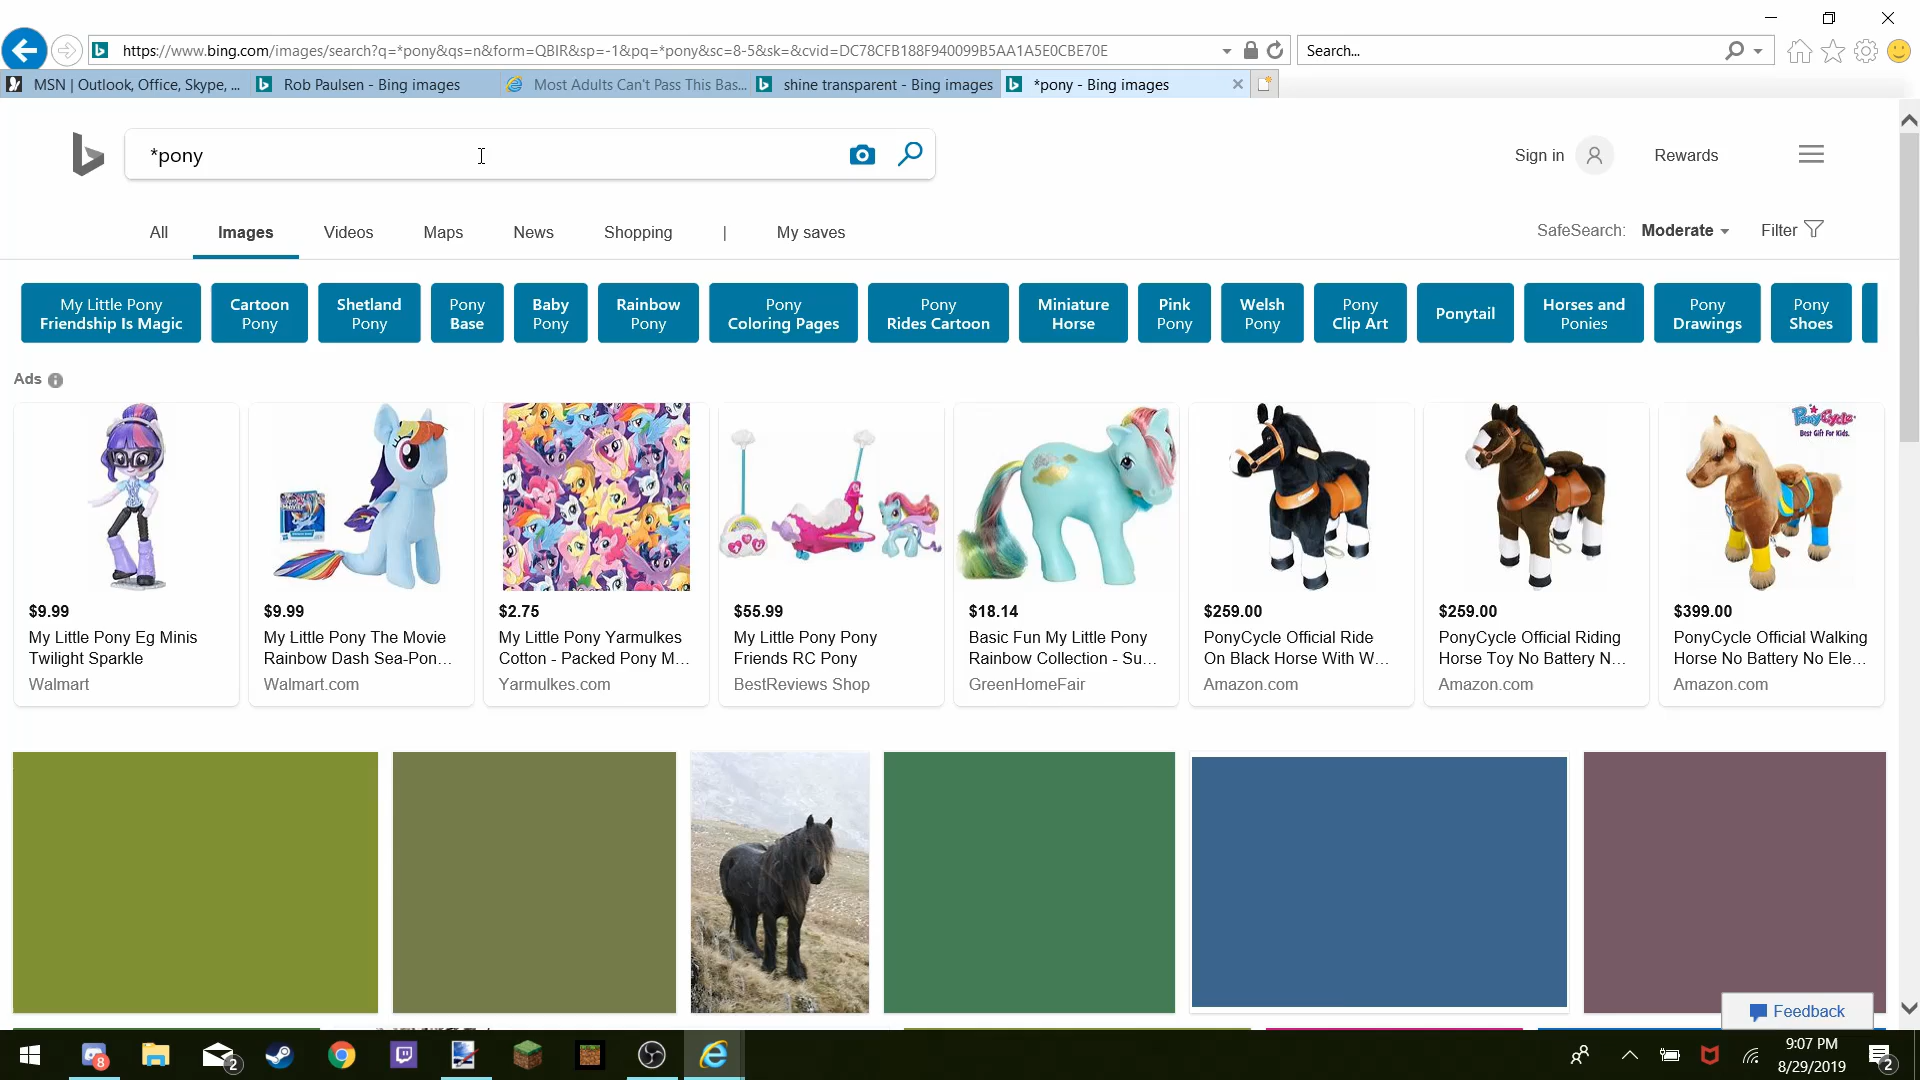 https://www.bing.com/images/search?q=*pony&qs=n&form=QBIR&sp=-1&pq=*pony&sc=8-5&sk=&cvid=DC78CFB188F940099B5AA1A5E0CBE70E
Search...
MSN | Outlook, Office, Skype, ...
Rob Paulsen - Bing images
Most Adults Can't Pass This Bas...
shine transparent - Bing images
*pony - Bing images
*pony
Sign in
Rewards
All
Images
Videos
Maps
News
Shopping
|
My saves
SafeSearch: Moderate
Filter
My Little Pony
Friendship Is Magic
Cartoon
Pony
Shetland
Pony
Pony
Base
Baby
Pony
Rainbow
Pony
Pony
Coloring Pages
Pony
Rides Cartoon
Miniature
Horse
Pink
Pony
Welsh
Pony
Pony
Clip Art
Ponytail
Horses and
Ponies
Pony
Drawings
Pony
Shoes
Ads
PonyCycle
Best Gift For Kids.
$9.99
My Little Pony Eg Minis
Twilight Sparkle
Walmart
$9.99
My Little Pony The Movie
Rainbow Dash Sea-Pon...
Walmart.com
$2.75
My Little Pony Yarmulkes
Cotton - Packed Pony M...
Yarmulkes.com
$55.99
My Little Pony Pony
Friends RC Pony
BestReviews Shop
$18.14
Basic Fun My Little Pony
Rainbow Collection - Su...
GreenHomeFair
$259.00
PonyCycle Official Ride
On Black Horse With W...
Amazon.com
$259.00
PonyCycle Official Riding
Horse Toy No Battery N...
Amazon.com
$399.00
PonyCycle Official Walking
Horse No Battery No Ele...
Amazon.com
Feedback
8
2
9:07 PM
8/29/2019
2